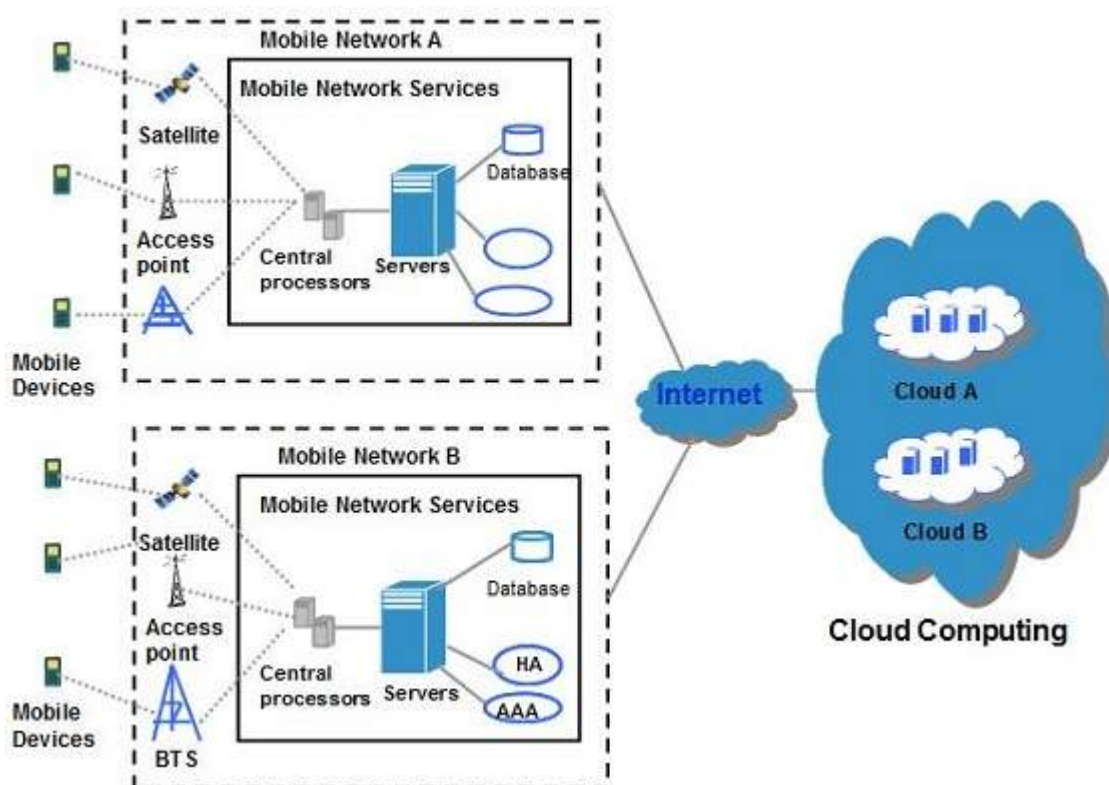 Mobile Network A
Mobile Network Services
Satellite
Database
Access
point
Central
processors
Servers
Mobile
Devices
Internet
Cloud A
Cloud B
Cloud Computing
Mobile Network B
Mobile Network Services
Satellite
Database
Access
point
Central
processors
Servers
HA
AAA
Mobile
Devices
BTS